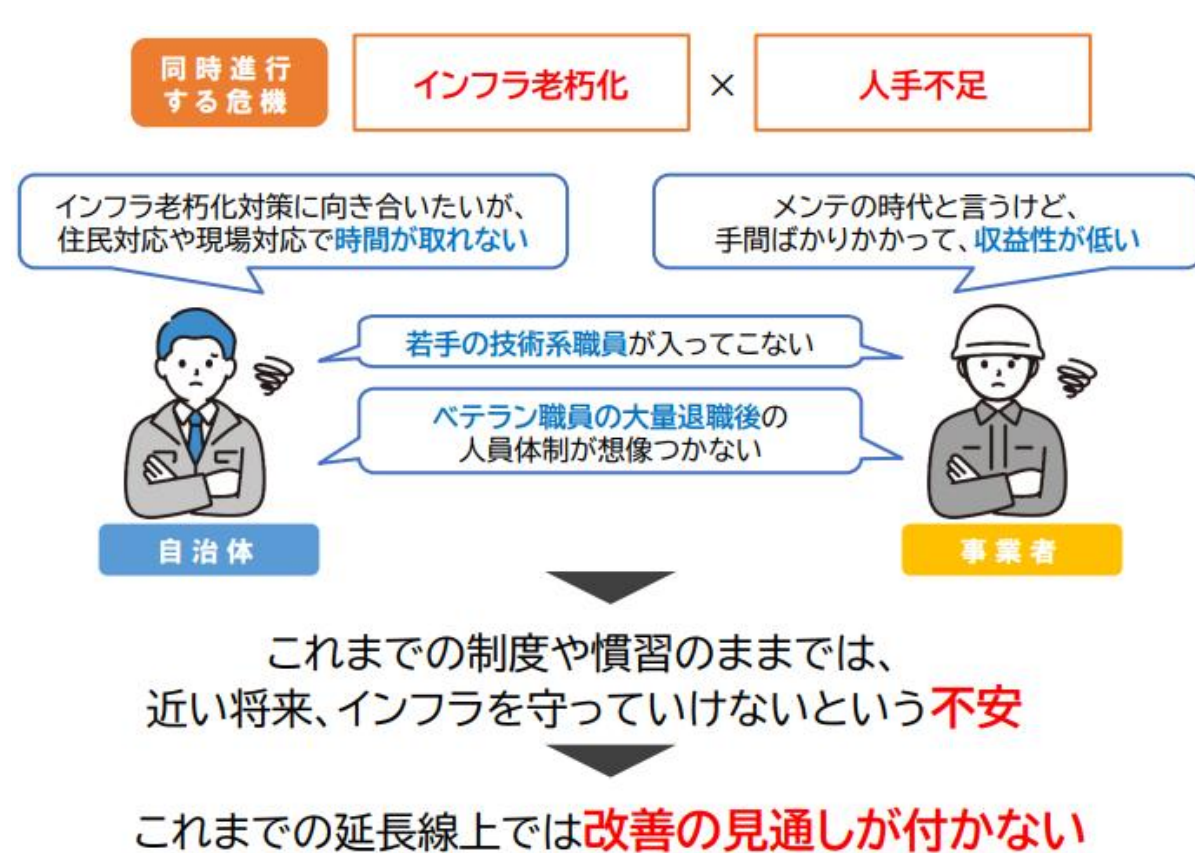 同時進行
する危機
インフラ老朽化
×
人手不足
インフラ老朽化対策に向き合いたいが、
住民対応や現場対応で時間が取れない
メンテの時代と言うけど、
手間ばかりかかって、収益性が低い
若手の技術系職員が入ってこない
ベテラン職員の大量退職後の
人員体制が想像つかない
自治体
事業者
これまでの制度や慣習のままでは、
近い将来、インフラを守っていけないという不安
これまでの延長線上では改善の見通しが付かない